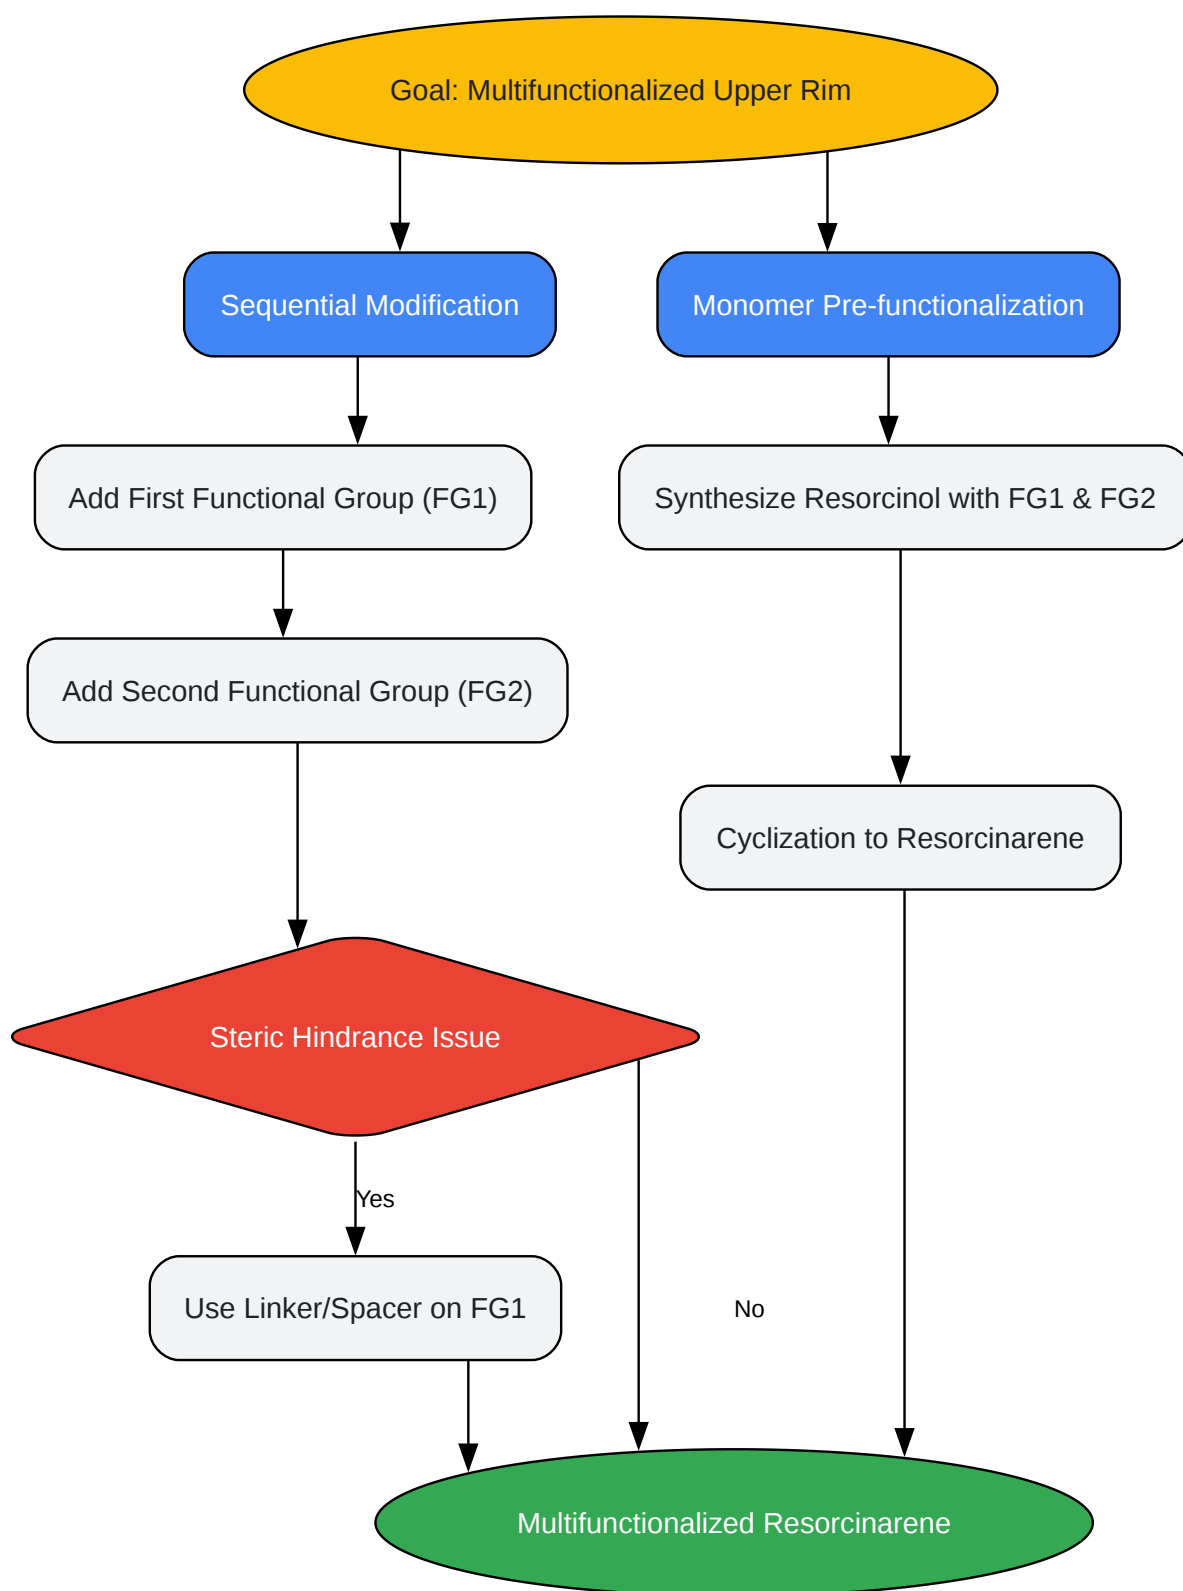 Goal: Multifunctionalized Upper Rim
Sequential Modification
Monomer Pre-functionalization
Add First Functional Group (FG1)
Synthesize Resorcinol with FG1 & FG2
Add Second Functional Group (FG2)
Cyclization to Resorcinarene
Steric Hindrance Issue
Yes
Use Linker/Spacer on FG1
No
Multifunctionalized Resorcinarene